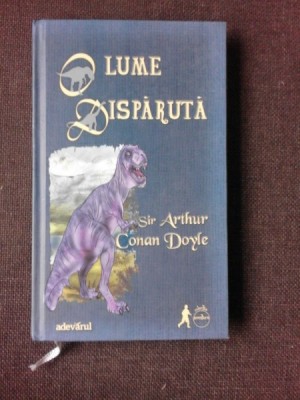 O LUME
DISPĂRUTĂ
Sir Arthur
Conan Doyle
adevărul